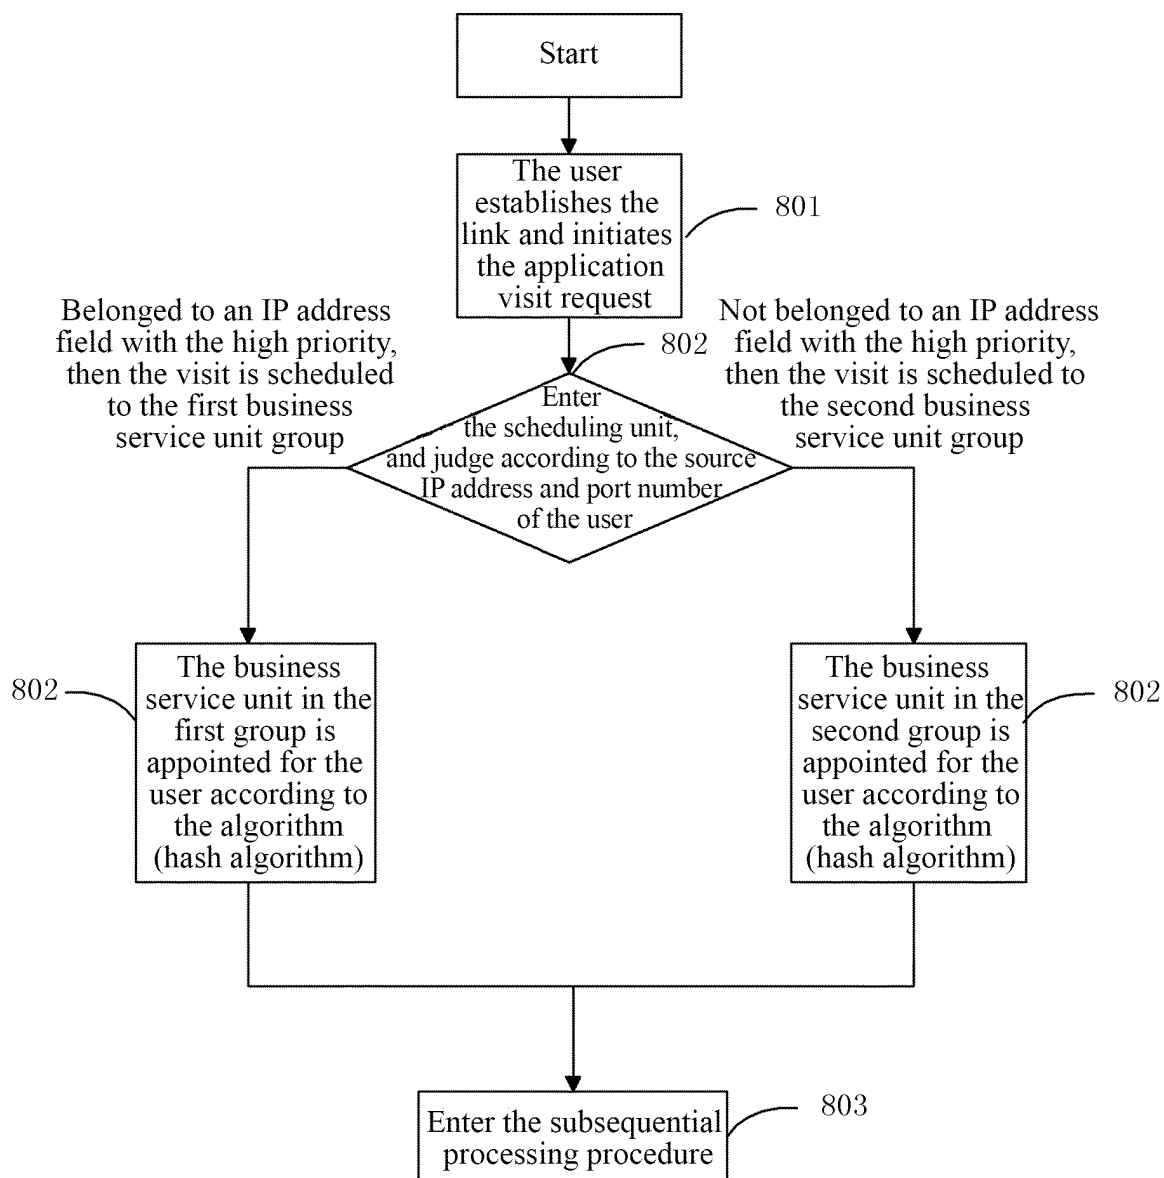 Start
The user
establishes the
link and initiates
the application
visit request
801
Belonged to an IP address
field with the high priority,
then the visit is scheduled
to the first business
service unit group
Not belonged to an IP address
field with the high priority,
then the visit is scheduled to
the second business
service unit group
802
Enter
the scheduling unit,
and judge according to the source
IP address and port number
of the user
802
The business
service unit in the
first group is
appointed for the
user according to
the algorithm
(hash algorithm)
The business
service unit in the
second group is
appointed for the
user according to
the algorithm
(hash algorithm)
802
Enter the subsequential
processing procedure
803